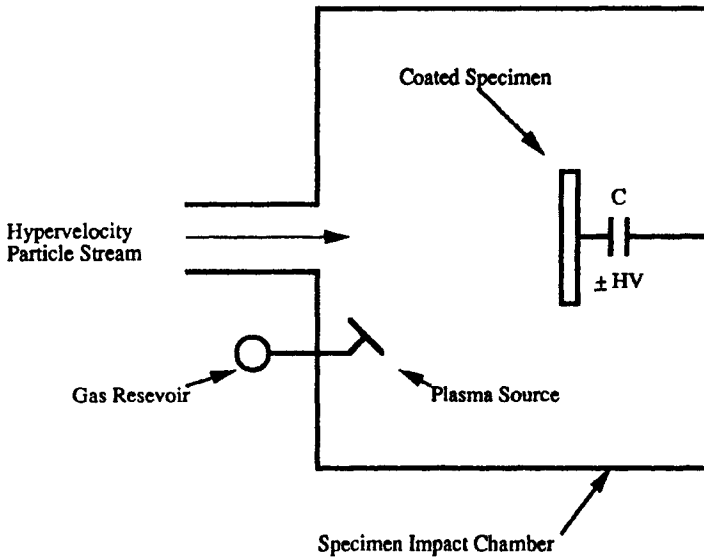 Coated Specimen
C
Hypervelocity
Particle Stream
± HV
Gas Resevoir
Plasma Source
Specimen Impact Chamber